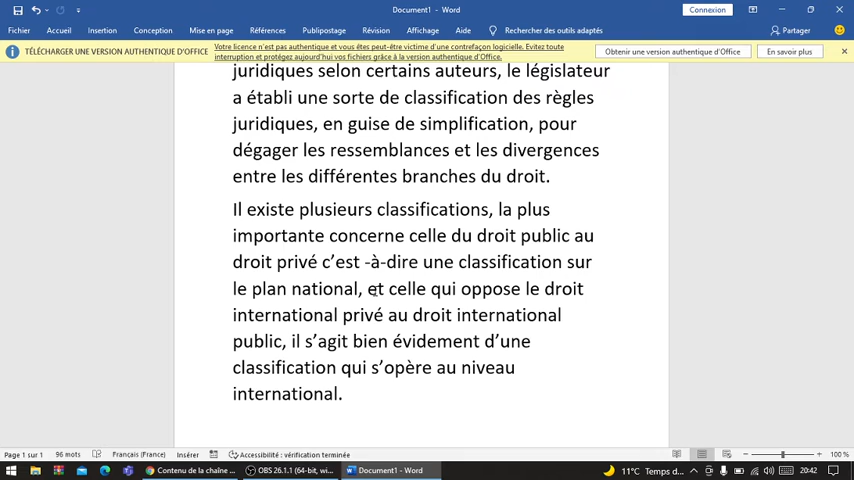 Document1 - Word
Connexion
Fichier Accueil Insertion Conception Mise en page Références Publipostage Révision Affichage Aide Rechercher des outils adaptés Partager
TÉLÉCHARGER UNE VERSION AUTHENTIQUE D'OFFICE
Votre licence n'est pas authentique et vous êtes peut-être victime d'une contrefaçon logicielle. Evitez toute
interruption et protégez aujourd'hui vos fichiers grâce à la version authentique d'Office.
Obtenir une version authentique d'Office
En savoir plus
juridiques selon certains auteurs, le législateur
a établi une sorte de classification des règles
juridiques, en guise de simplification, pour
dégager les ressemblances et les divergences
entre les différentes branches du droit.
Il existe plusieurs classifications, la plus
importante concerne celle du droit public au
droit privé c'est -à-dire une classification sur
le plan national, et celle qui oppose le droit
international privé au droit international
public, il s'agit bien évidement d'une
classification qui s'opère au niveau
international.
Page 1 sur 1 96 mots Français (France) Insérer Accessibilité : vérification terminée 100 %
Contenu de la chaîne ... OBS 26.1.1 (64-bit, wi... Document1 - Word 11°C Temps d... 20:42